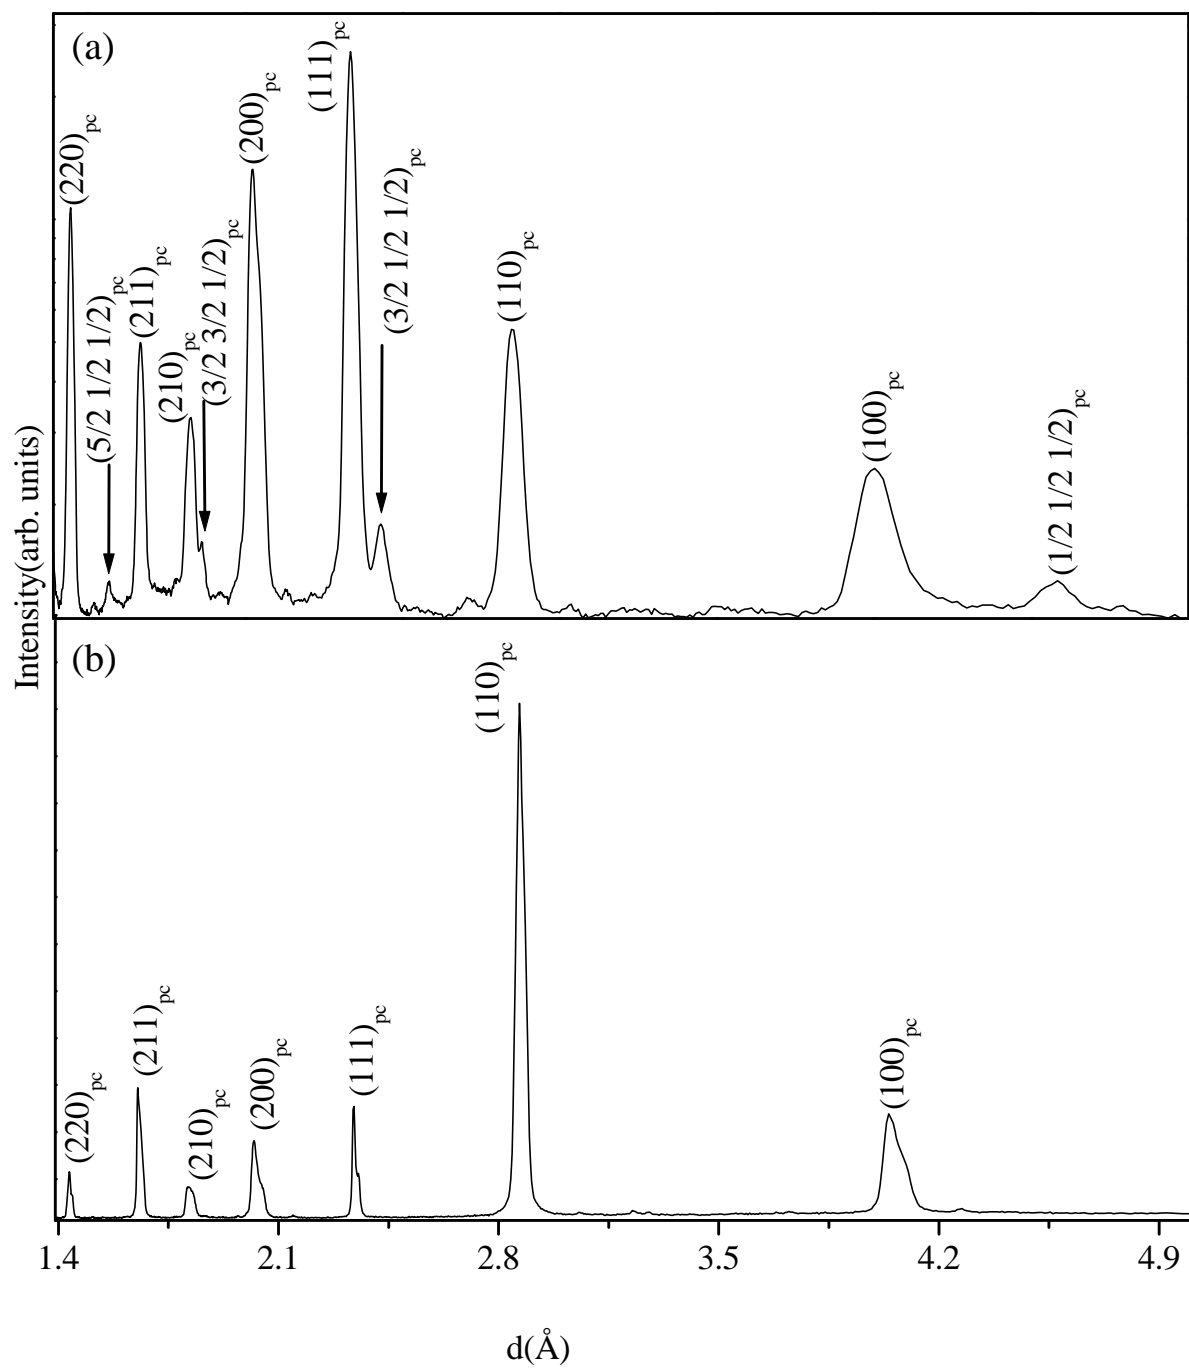 (a)
(220)pc
(5/2 1/2 1/2)pc
(211)pc
(210)pc
(3/2 3/2 1/2)pc
(200)pc
(111)pc
(3/2 1/2 1/2)pc
(110)pc
(100)pc
(1/2 1/2 1/2)pc
Intensity(arb. units)
(b)
(220)pc
(211)pc
(210)pc
(200)pc
(111)pc
(110)pc
(100)pc
1.4 2.1 2.8 3.5 4.2 4.9
d(Å)